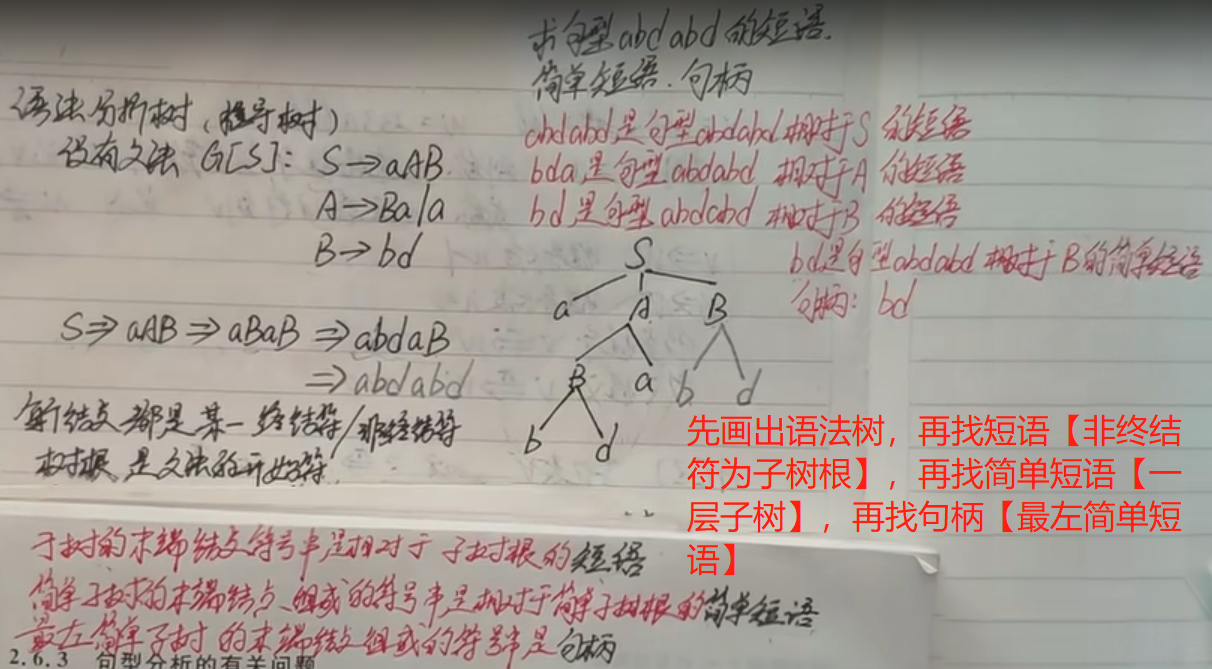 求句型abdabd的短语.
简单短语.句柄
语法分析树(推导树)
设有文法 G[S]: S→aAB
A→Ba/a
B→bd
abdabd是句型abdabd相对于S的短语
bda是句型abdabd 相对于A的短语
bd是句型abdabd 相对于B的短语
bd是句型abdabd相对于B的简单短语
句柄: bd
S
a A B
B a b d
b d
S⇒aAB⇒aBaB⇒abdaB
⇒abdabd
每个结点都是某一终结符/非终结符
树根是文法的开始符
先画出语法树，再找短语【非终结
符为子树根】，再找简单短语【一
层子树】，再找句柄【最左简单短
语】
子树的末端结点符号串是相对于子树根的短语
简单子树的末端结点组成的符号串是相对于简单子树根的简单短语
最左简单子树的末端结点组成的符号串是句柄
2.6.3 句型分析的有关问题